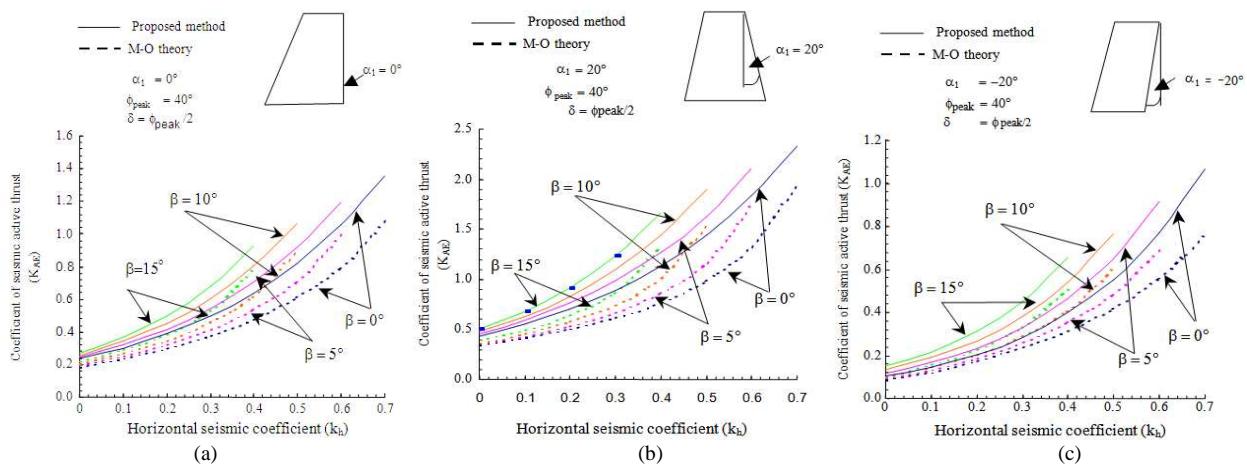 Proposed method
M-O theory
α1 = 0°
ϕpeak = 40°
δ = ϕpeak/2
α1 = 0°
Coefficient of seismic active thrust
(KAE)
1.6
1.4
1.2
1.0
0.8
0.6
0.4
0.2
0.0
β = 10°
β=15°
β = 0°
β = 5°
0
0.1
0.2
0.3
0.4
0.5
0.6
0.7
Horizontal seismic coefficient (kh)
(a)
Proposed method
M-O theory
α1 = 20°
ϕpeak = 40°
δ = ϕpeak/2
α1 = 20°
Coefficient of seismic active thrust
(KAE)
2.5
2.0
1.5
1.0
0.5
0.0
β = 10°
β = 15°
β = 0°
β = 5°
0
0.1
0.2
0.3
0.4
0.5
0.6
0.7
Horizontal seismic coefficient (kh)
(b)
Proposed method
M-O theory
α1 = −20°
ϕpeak = 40°
δ = ϕpeak/2
α1 = −20°
Coefficient of seismic active thrust (KAE)
1.2
1.0
0.8
0.6
0.4
0.2
0.0
β = 10°
β = 15°
β = 5°
β = 0°
0
0.1
0.2
0.3
0.4
0.5
0.6
0.7
Horizontal seismic coefficient (kh)
(c)